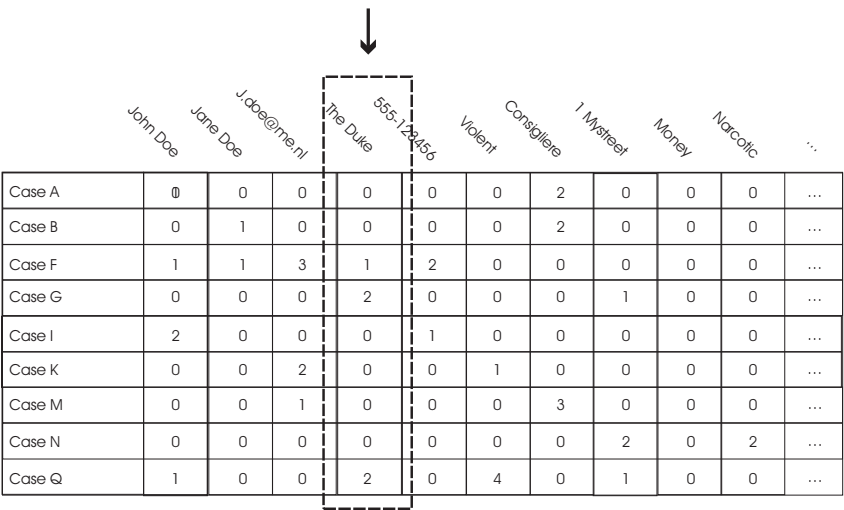 John Doe Jane Doe J.doe@me.nl The Duke 555-128456 Violent Consigliere 1 Mystreet Money Narcotic ...
Case A 0 0 0 0 0 2 0 0 0 ...
Case B 0 1 0 0 0 0 2 0 0 0 ...
Case F 1 1 3 1 2 0 0 0 0 0 ...
Case G 0 0 0 2 0 0 0 1 0 0 ...
Case I 2 0 0 0 1 0 0 0 0 0 ...
Case K 0 0 2 0 0 1 0 0 0 0 ...
Case M 0 0 1 0 0 0 3 0 0 0 ...
Case N 0 0 0 0 0 0 0 2 0 2 ...
Case Q 1 0 0 2 0 4 0 1 0 0 ...